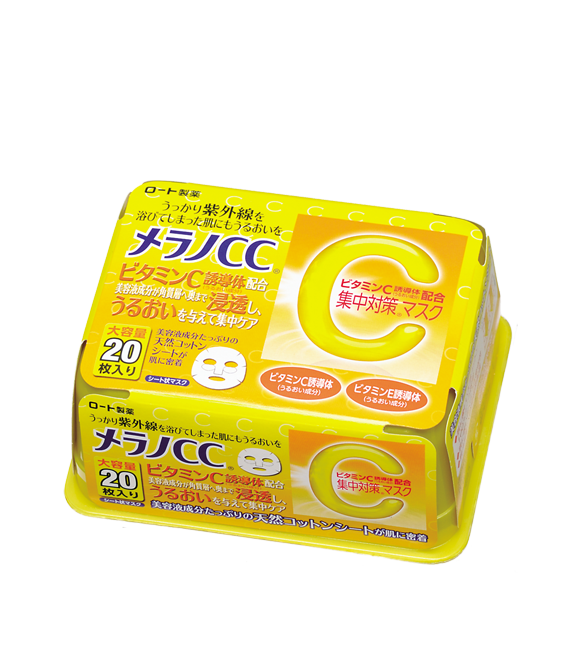 ロート製薬
うっかり紫外線を
浴びてしまった肌にもうるおいを
メラノCC®
ビタミンC誘導体配合
美容液成分が角質層の奥まで浸透し、
うるおいを与えて集中ケア
大容量
20
枚入り
シート状マスク
美容液成分たっぷりの
天然コットン
シートが
肌に密着
C
ビタミンC誘導体配合
(うるおい成分)
集中対策マスク
ビタミンC誘導体
(うるおい成分)
ビタミンE誘導体
(うるおい成分)
ロート製薬
うっかり紫外線を浴びてしまった肌にもうるおいを
メラノCC®
大容量
20
枚入り
シート状マスク
ビタミンC誘導体配合
美容液成分が角質層の奥まで浸透し、
うるおいを与えて集中ケア
美容液成分たっぷりの天然コットンシートが肌に密着
C
ビタミンC誘導体配合
集中対策マスク